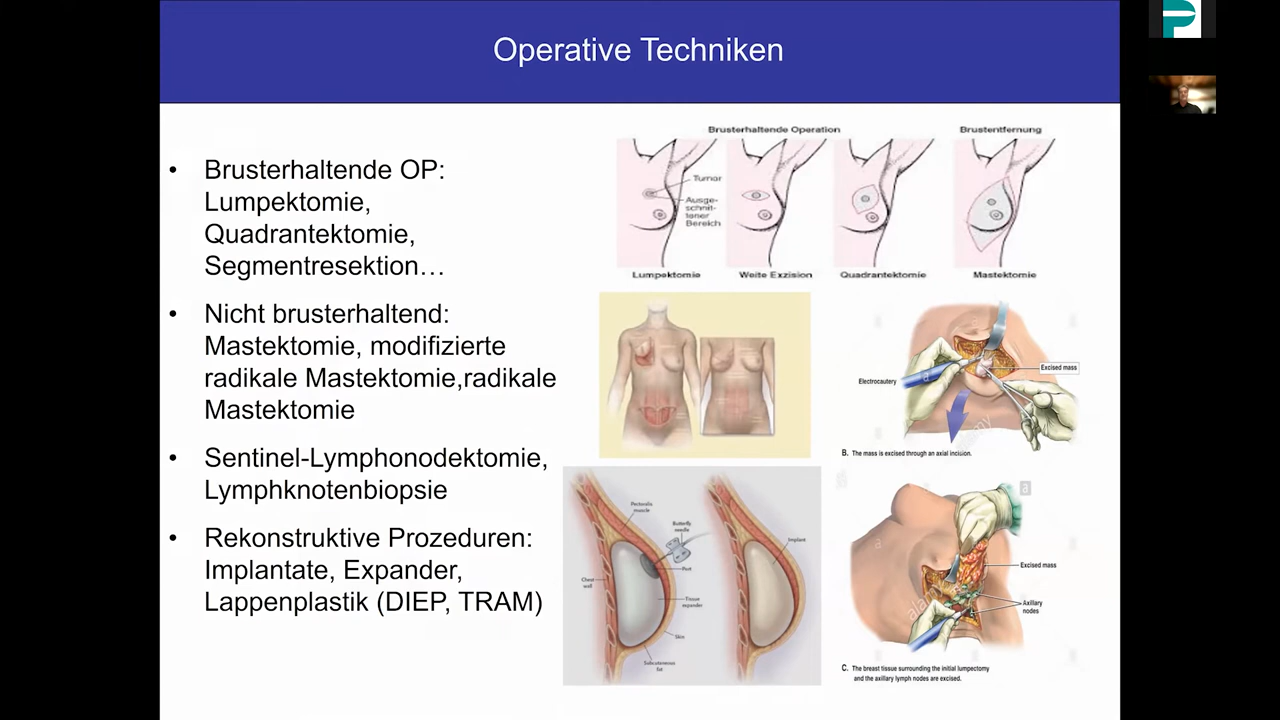 Operative Techniken
• Brusterhaltende OP:
Lumpektomie,
Quadrantektomie,
Segmentresektion…
• Nicht brusterhaltend:
Mastektomie, modifizierte
radikale Mastektomie,radikale
Mastektomie
• Sentinel-Lymphonodektomie,
Lymphknotenbiopsie
• Rekonstruktive Prozeduren:
Implantate, Expander,
Lappenplastik (DIEP, TRAM)
Brusterhaltende Operation
Brustentfernung
Tumor
Ausge-
schnit-
tener
Bereich
Lumpektomie
Weite Exzision
Quadrantektomie
Mastektomie
Electrocautery
Excised mass
B. The mass is excised through an axial incision.
Pectoralis
muscle
Butterfly
needle
Port
Chest
wall
Tissue
expander
Skin
Subcutaneous
fat
Implant
Excised mass
Axillary
nodes
C. The breast tissue surrounding the initial lumpectomy
and the axillary lymph nodes are excised.
alamy
a
P